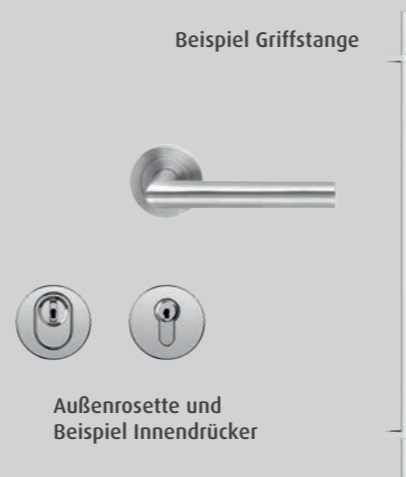 Beispiel Griffstange
Außenrosette und
Beispiel Innendrücker